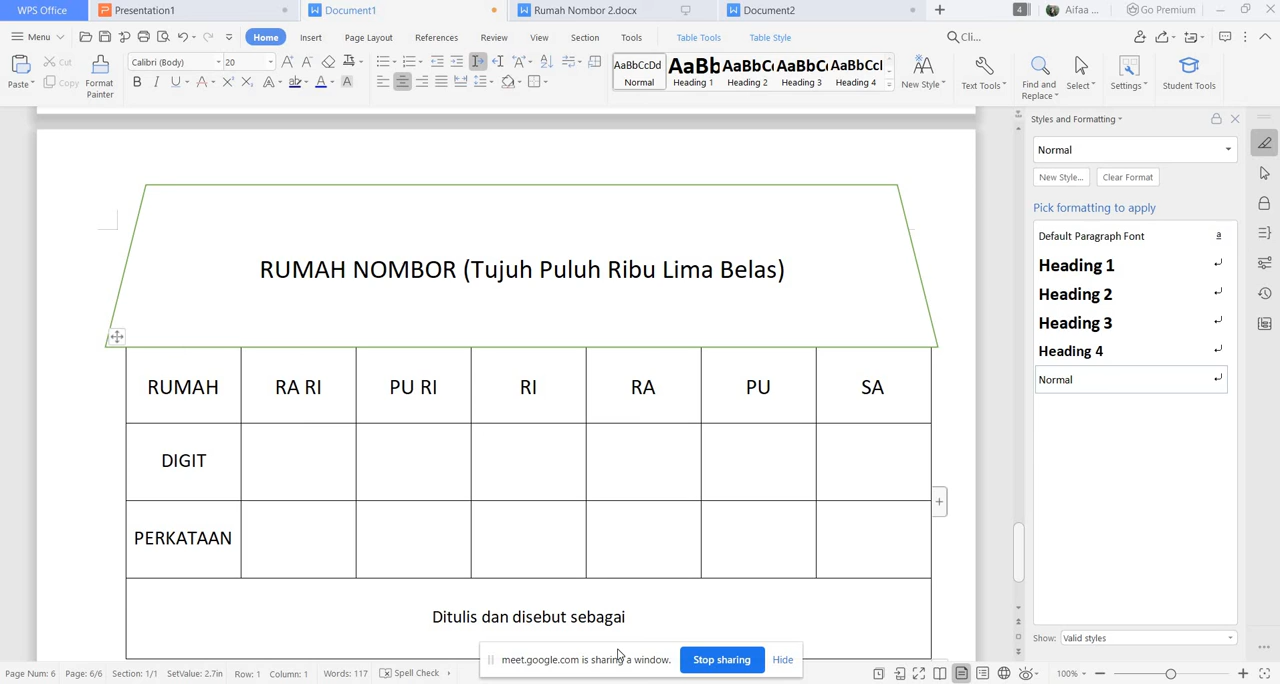 WPS Office Presentation1 Document1 Rumah Nombor 2.docx Document2 4 Aifaa ... Go Premium
Menu Home Insert Page Layout References Review View Section Tools Table Tools Table Style Cli...
Paste Cut Copy Format Painter Calibri (Body) 20 AaBbCcDd Normal AaBb Heading 1 AaBbC Heading 2 AaBbC Heading 3 AaBbCcI Heading 4 New Style Text Tools Find and Replace Select Settings Student Tools
Styles and Formatting
Normal
New Style... Clear Format
Pick formatting to apply
Default Paragraph Font a
Heading 1
Heading 2
Heading 3
Heading 4
Normal
Show: Valid styles
RUMAH NOMBOR (Tujuh Puluh Ribu Lima Belas)
RUMAH RA RI PU RI RI RA PU SA
DIGIT
PERKATAAN
Ditulis dan disebut sebagai
meet.google.com is sharing a window. Stop sharing Hide
Page Num: 6 Page: 6/6 Section: 1/1 SetValue: 2.7in Row: Column: 1 Words: 117 Spell Check 100%